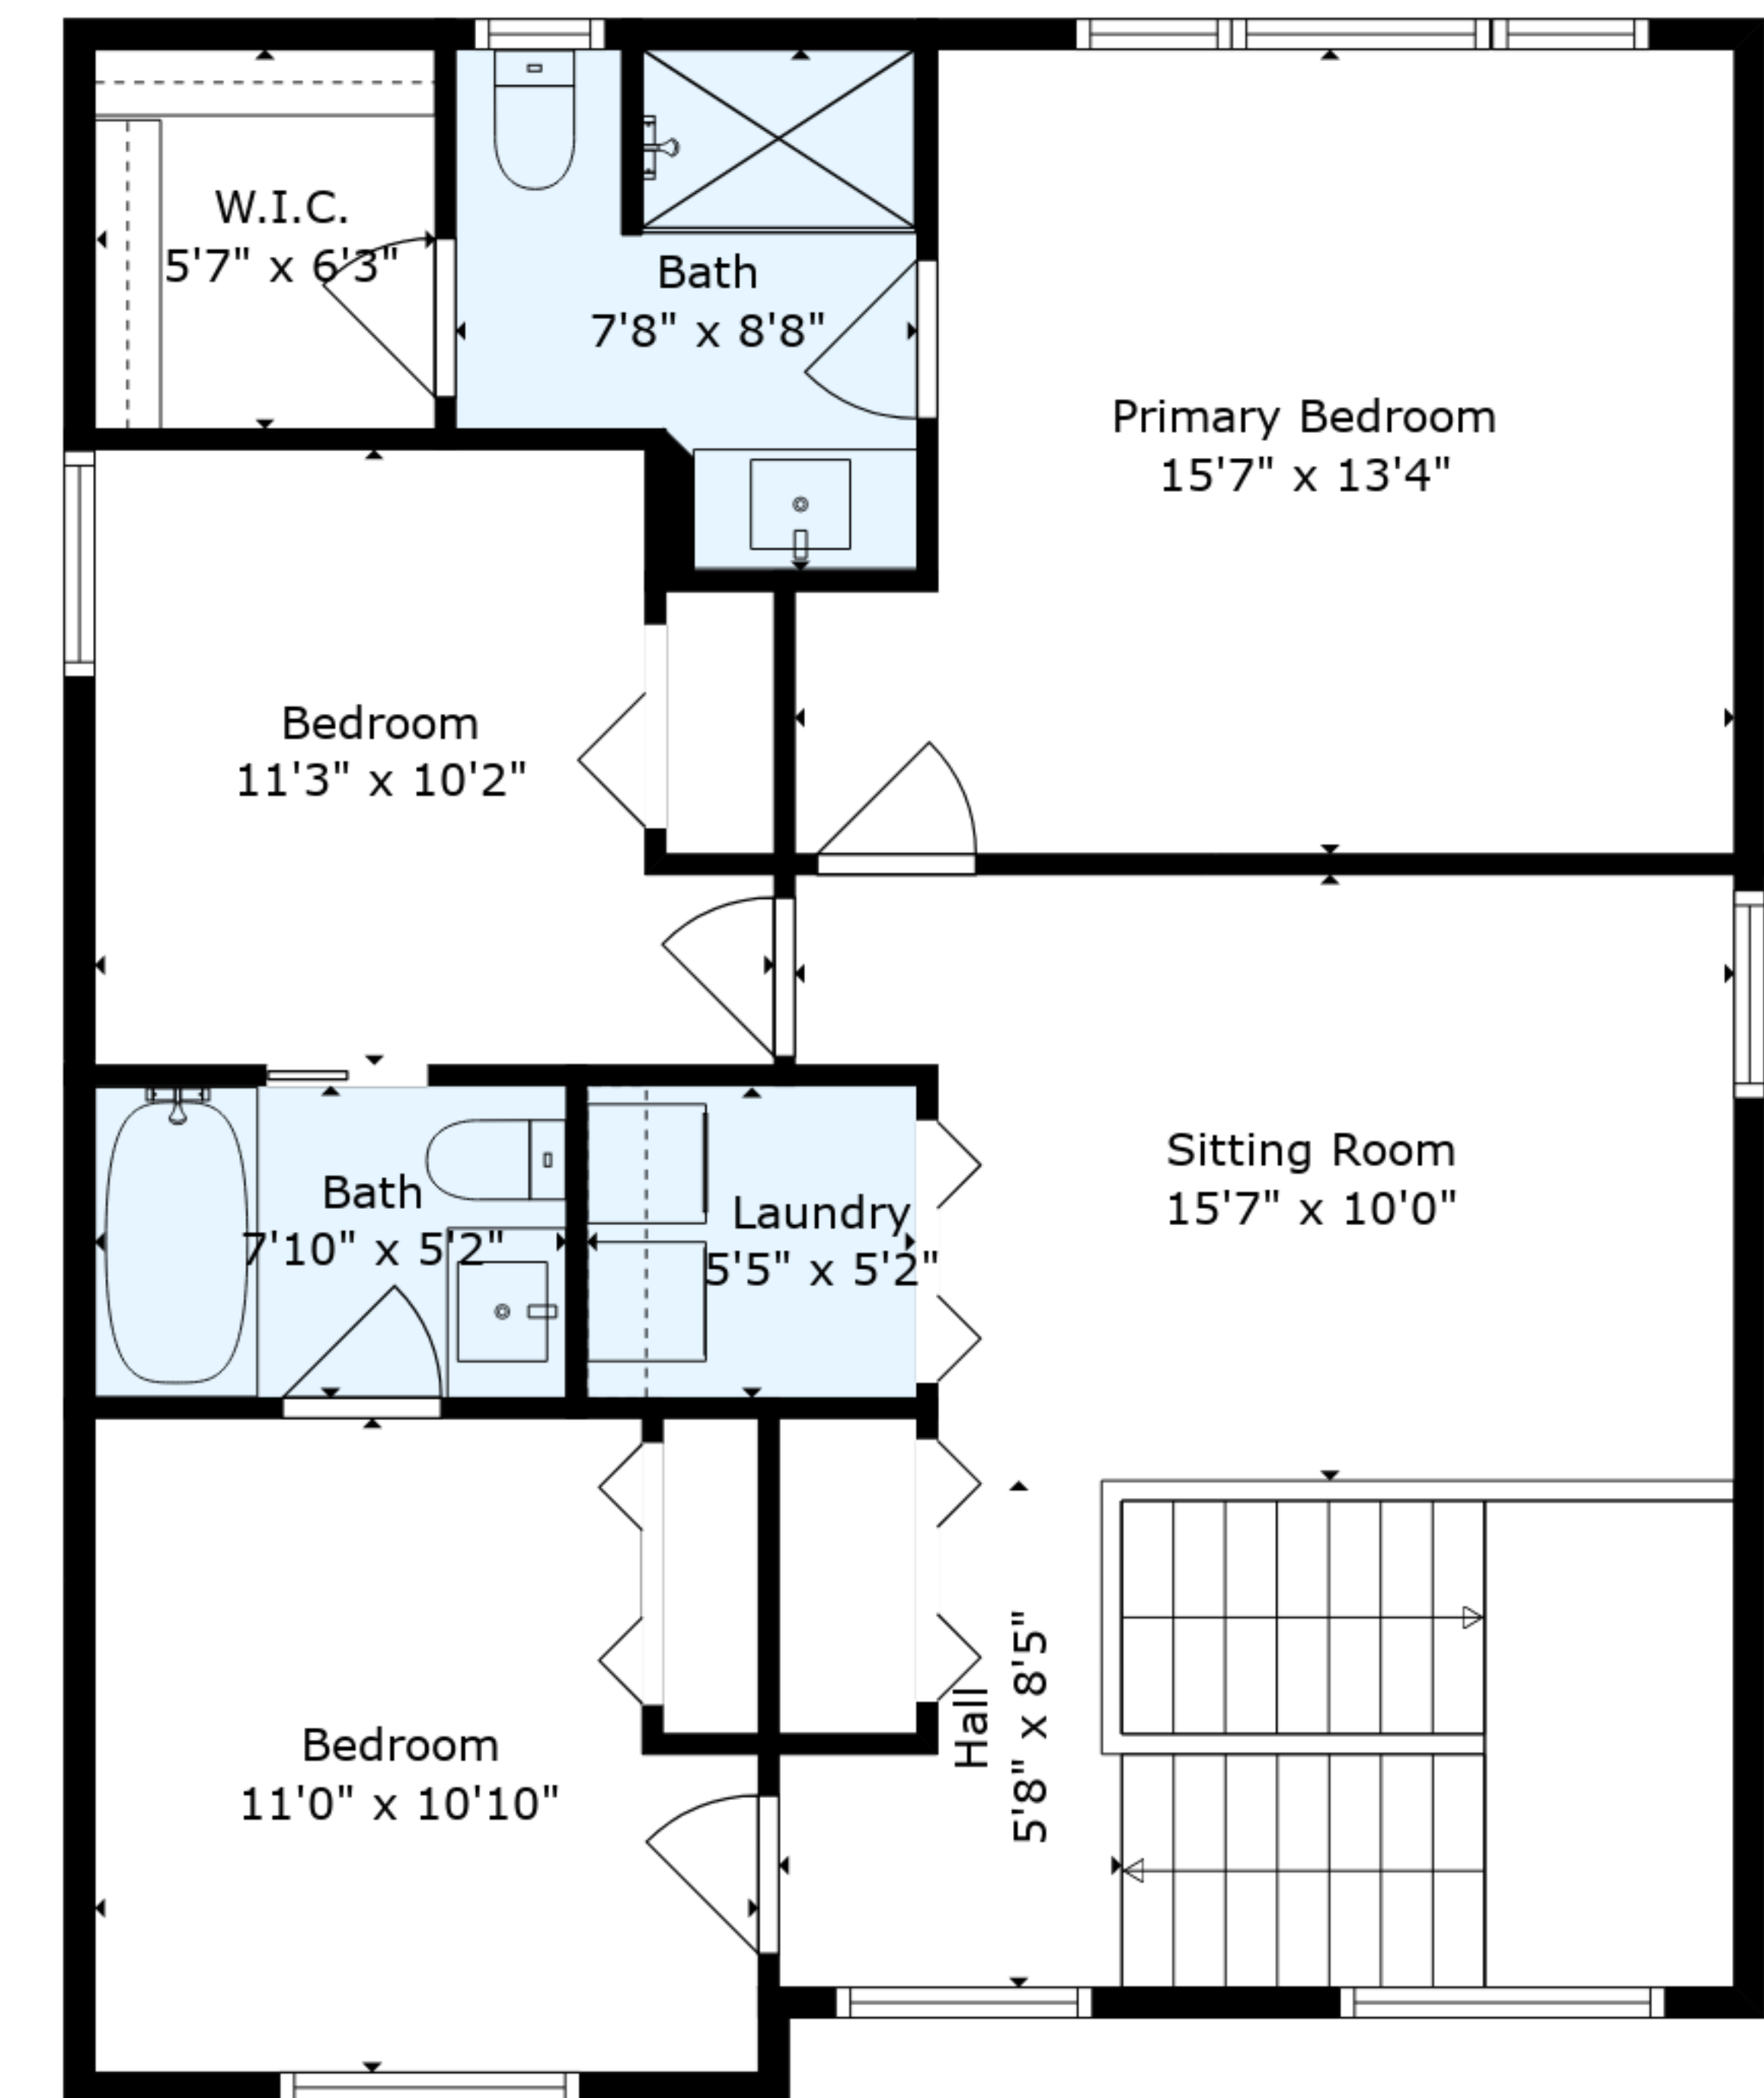 W.I.C.
5'7" x 6'3"
Bath
7'8" x 8'8"
Primary Bedroom
15'7" x 13'4"
Bedroom
11'3" x 10'2"
Sitting Room
15'7" x 10'0"
Bath
7'10" x 5'2"
Laundry
5'5" x 5'2"
Hall
5'8" x 8'5"
Bedroom
11'0" x 10'10"